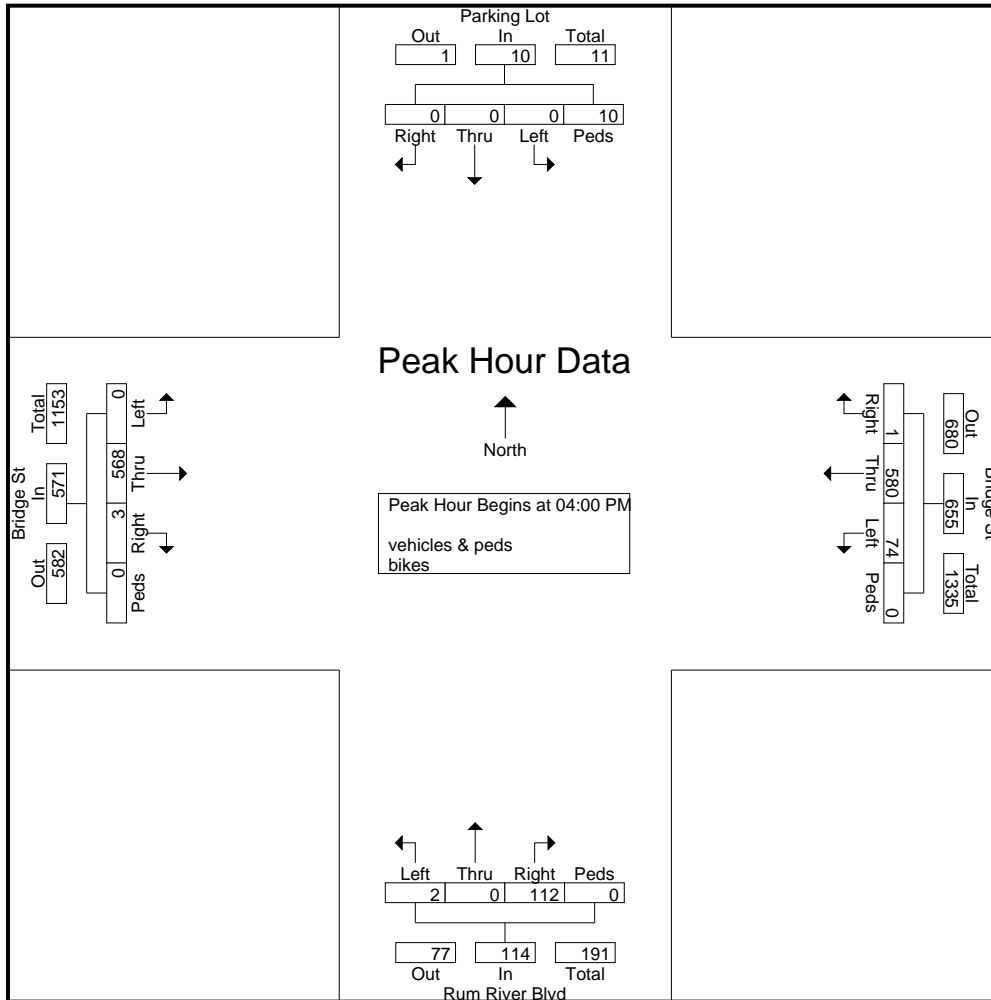 Parking Lot
Out In Total
1 10 11
0 0 0 10
Right Thru Left Peds
Peak Hour Data
North
Peak Hour Begins at 04:00 PM
vehicles & peds
bikes
Bridge St
Total In Out
1153 571 582
0 568 3 0
Left Thru Right Peds
Bridge St
Out In Total
680 655 1335
1 580 74 0
Right Thru Left Peds
Left Thru Right Peds
2 0 112 0
77 114 191
Out In Total
Rum River Blvd